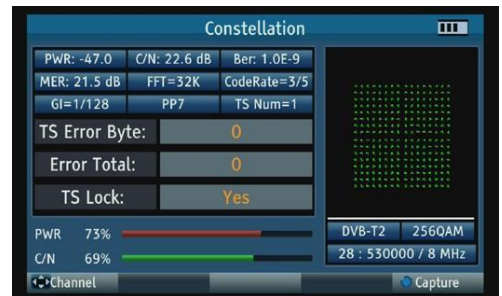 Constellation
PWR: -47.0 C/N: 22.6 dB Ber: 1.0E-9
MER: 21.5 dB FFT=32K CodeRate=3/5
GI=1/128 PP7 TS Num=1
TS Error Byte: 0
Error Total: 0
TS Lock: Yes
PWR 73%
C/N 69%
DVB-T2 256QAM
28 : 530000 / 8 MHz
Channel Capture